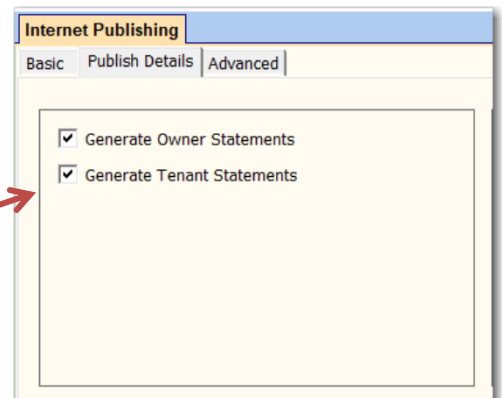 Internet Publishing
Basic Publish Details Advanced
Generate Owner Statements
Generate Tenant Statements